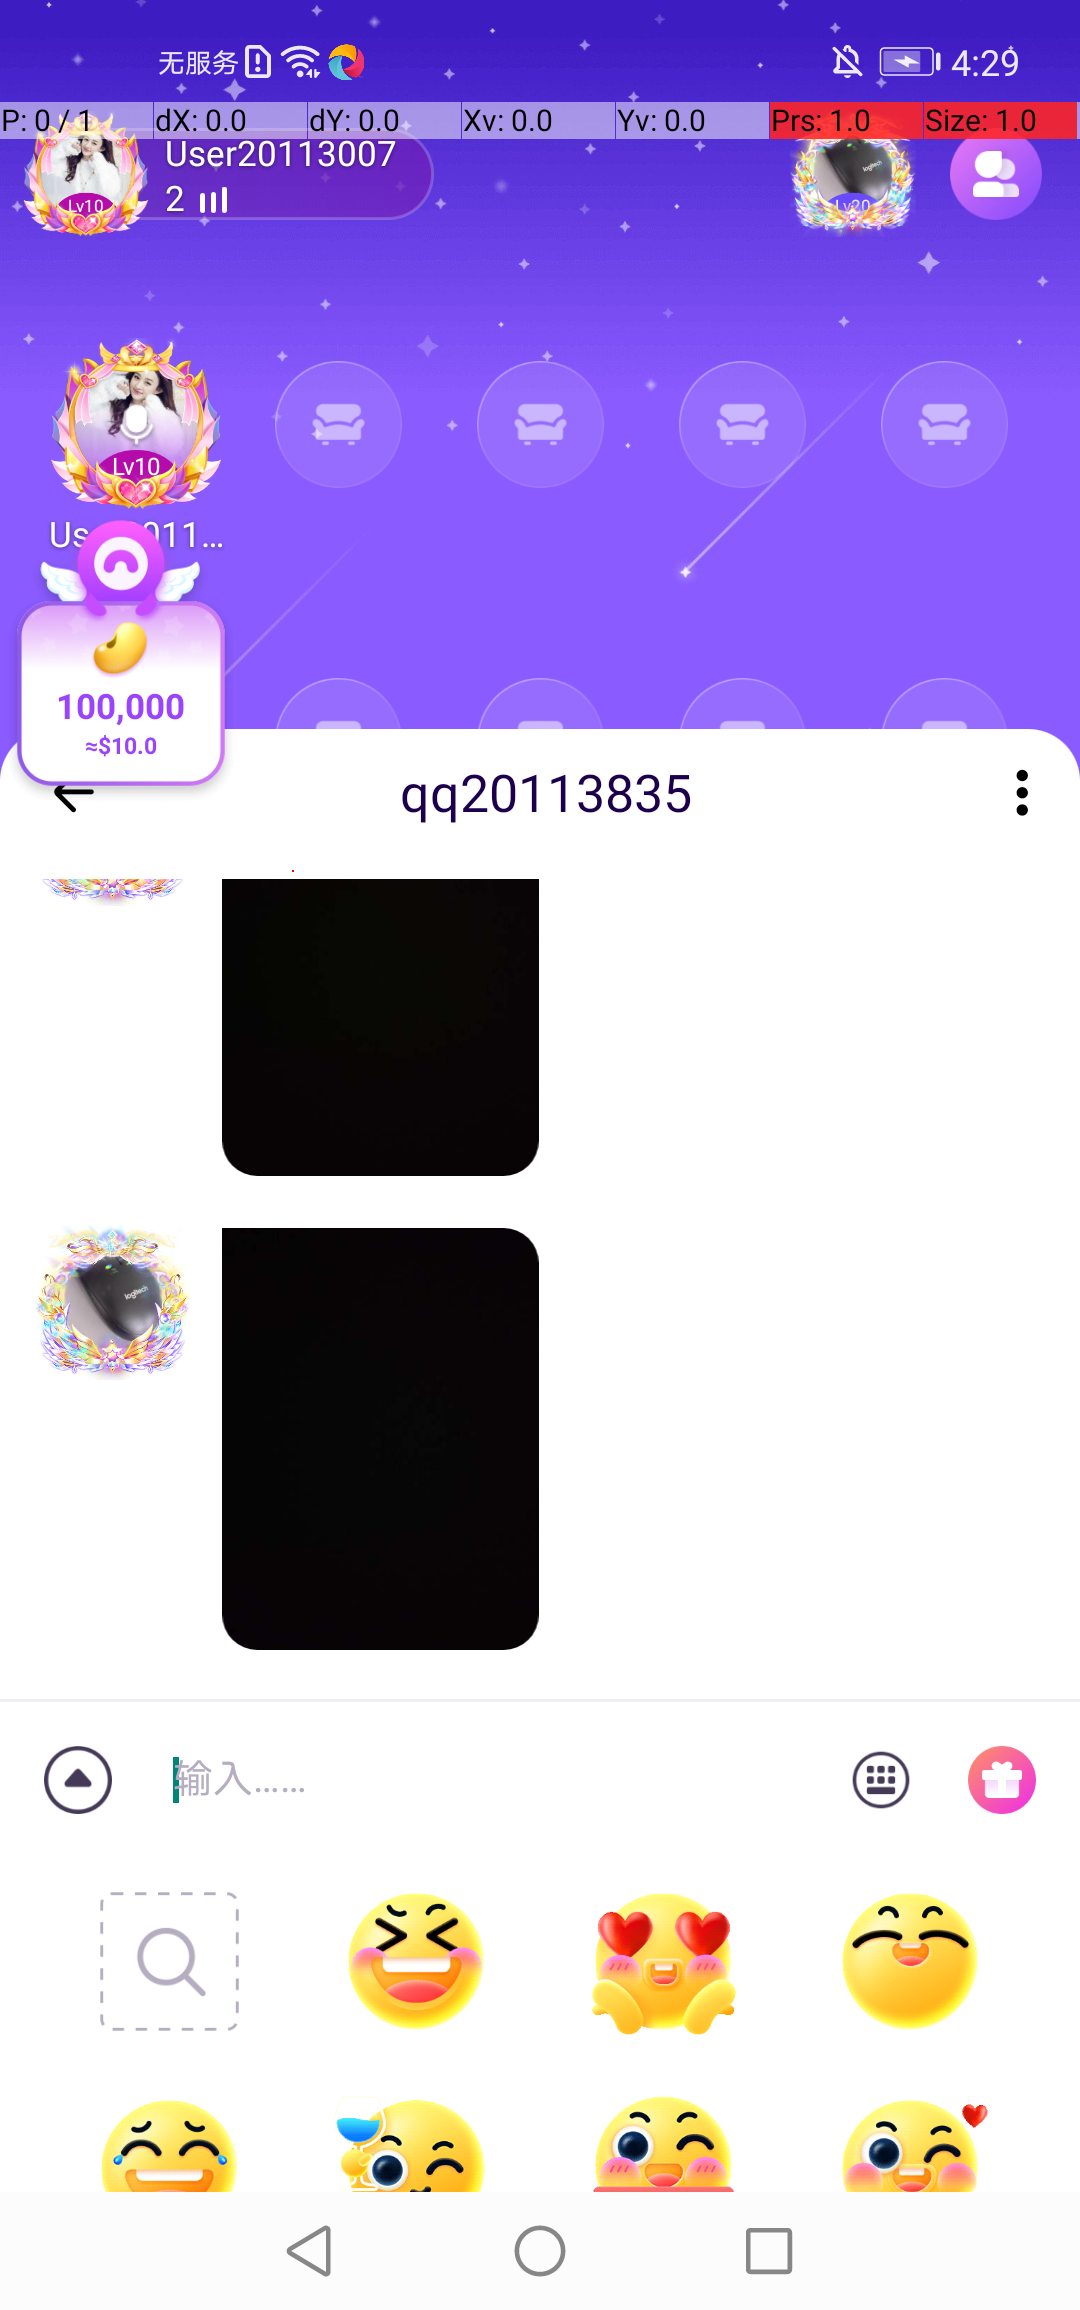 无服务 4:29
P: 0 / 1 dX: 0.0 dY: 0.0 Xv: 0.0 Yv: 0.0 Prs: 1.0 Size: 1.0
User20113007
Lv10 2 logitech Lv20
Lv10
Us 011...
100,000
≈$10.0
qq20113835
logitech
输入......